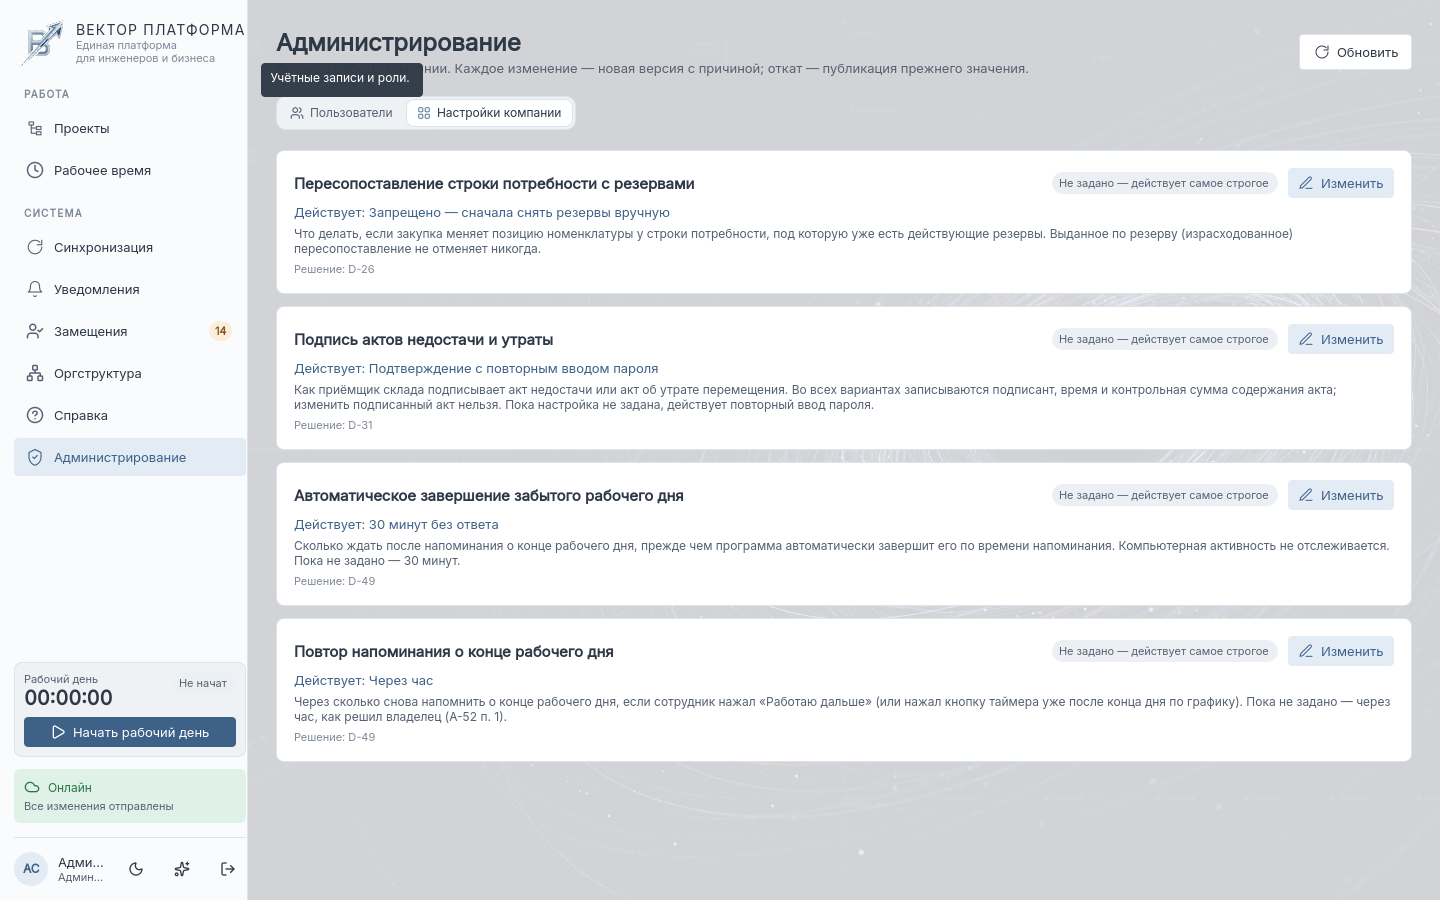 ВЕКТОР ПЛАТФОРМА
Единая платформа
для инженеров и бизнеса
РАБОТА
Проекты
Рабочее время
СИСТЕМА
Синхронизация
Уведомления
Замещения
14
Оргструктура
Справка
Администрирование
Рабочий день
Не начат
00:00:00
Начать рабочий день
Онлайн
Все изменения отправлены
АС
Адми...
Админ...
Администрирование
Обновить
нии. Каждое изменение — новая версия с причиной; откат — публикация прежнего значения.
Учётные записи и роли.
Пользователи
Настройки компании
Пересопоставление строки потребности с резервами
Не задано — действует самое строгое
Изменить
Действует: Запрещено — сначала снять резервы вручную
Что делать, если закупка меняет позицию номенклатуры у строки потребности, под которую уже есть действующие резервы. Выданное по резерву (израсходованное)
пересопоставление не отменяет никогда.
Решение: D-26
Подпись актов недостачи и утраты
Не задано — действует самое строгое
Изменить
Действует: Подтверждение с повторным вводом пароля
Как приёмщик склада подписывает акт недостачи или акт об утрате перемещения. Во всех вариантах записываются подписант, время и контрольная сумма содержания акта;
изменить подписанный акт нельзя. Пока настройка не задана, действует повторный ввод пароля.
Решение: D-31
Автоматическое завершение забытого рабочего дня
Не задано — действует самое строгое
Изменить
Действует: 30 минут без ответа
Сколько ждать после напоминания о конце рабочего дня, прежде чем программа автоматически завершит его по времени напоминания. Компьютерная активность не отслеживается.
Пока не задано — 30 минут.
Решение: D-49
Повтор напоминания о конце рабочего дня
Не задано — действует самое строгое
Изменить
Действует: Через час
Через сколько снова напомнить о конце рабочего дня, если сотрудник нажал «Работаю дальше» (или нажал кнопку таймера уже после конца дня по графику). Пока не задано — через
час, как решил владелец (А-52 п. 1).
Решение: D-49